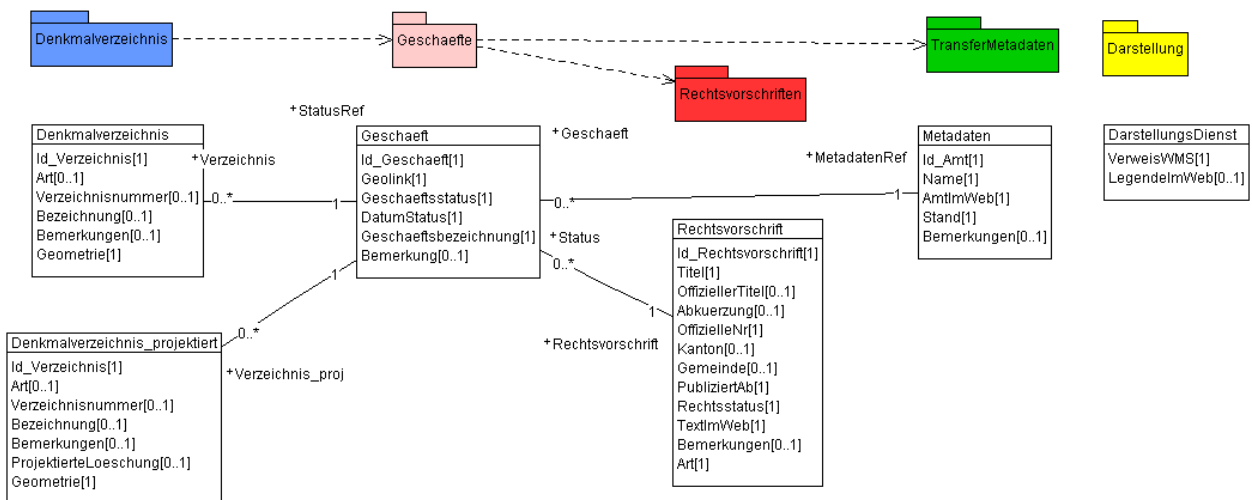 Denkmalverzeichnis
Geschaefte
TransferMetadaten
Darstellung
Rechtsvorschriften
+StatusRef
Denkmalverzeichnis
Id_Verzeichnis[1]
Art[0..1]
Verzeichnisnummer[0..1]
Bezeichnung[0..1]
Bemerkungen[0..1]
Geometrie[1]
+Verzeichnis
0..*
1
Geschaeft
Id_Geschaeft[1]
Geolink[1]
Geschaeftsstatus[1]
DatumStatus[1]
Geschaeftsbezeichnung[1]
Bemerkung[0..1]
+Geschaeft
0..*
+MetadatenRef
1
Metadaten
Id_Amt[1]
Name[1]
AmtImWeb[1]
Stand[1]
Bemerkungen[0..1]
DarstellungsDienst
VerweisWMS[1]
LegendeImWeb[0..1]
+Status
0..*
1
+Rechtsvorschrift
Rechtsvorschrift
Id_Rechtsvorschrift[1]
Titel[1]
OffiziellerTitel[0..1]
Abkuerzung[0..1]
OffizielleNr[1]
Kanton[0..1]
Gemeinde[0..1]
PubliziertAb[1]
Rechtsstatus[1]
TextImWeb[1]
Bemerkungen[0..1]
Art[1]
1
0..*
+Verzeichnis_proj
Denkmalverzeichnis_projektiert
Id_Verzeichnis[1]
Art[0..1]
Verzeichnisnummer[0..1]
Bezeichnung[0..1]
Bemerkungen[0..1]
ProjektierteLoeschung[0..1]
Geometrie[1]